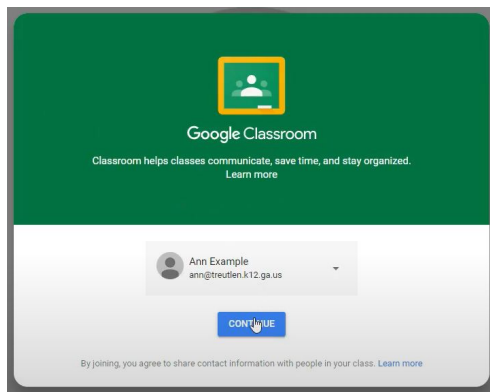 Google Classroom
Classroom helps classes communicate, save time, and stay organized.
Learn more
Ann Example
ann@treutlen.k12.ga.us
CONTINUE
By joining, you agree to share contact information with people in your class. Learn more